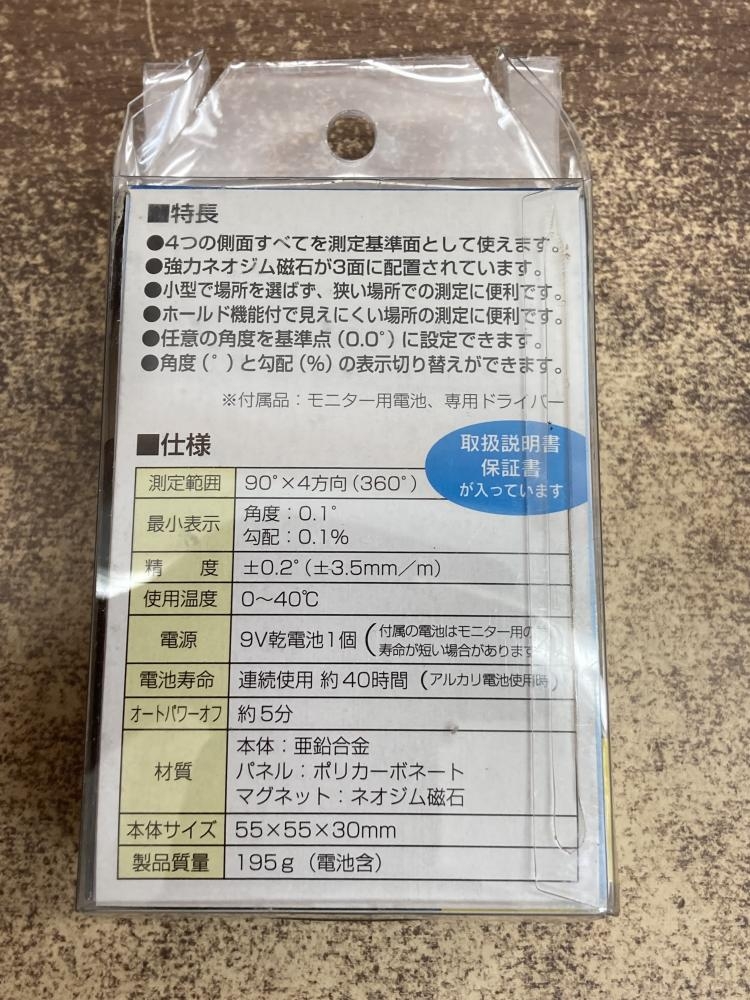 ■特長
●4つの側面すべてを測定基準面として使えます。
●強力ネオジム磁石が3面に配置されています。
●小型で場所を選ばず、狭い場所での測定に便利です。
●ホールド機能付で見えにくい場所の測定に便利です。
●任意の角度を基準点(0.0°)に設定できます。
●角度(°)と勾配(%)の表示切り替えができます。
※付属品：モニター用電池、専用ドライバー
■仕様
取扱説明書
保証書
が入っています
測定範囲 90°×4方向(360°)
最小表示 角度：0.1°
勾配：0.1%
精 度 ±0.2°(±3.5mm／m)
使用温度 0〜40℃
電源 9V乾電池1個 (付属の電池はモニター用の
寿命が短い場合があります
電池寿命 連続使用 約40時間 (アルカリ電池使用時)
オートパワーオフ 約5分
材質 本体：亜鉛合金
パネル：ポリカーボネート
マグネット：ネオジム磁石
本体サイズ 55×55×30mm
製品質量 195g (電池含)